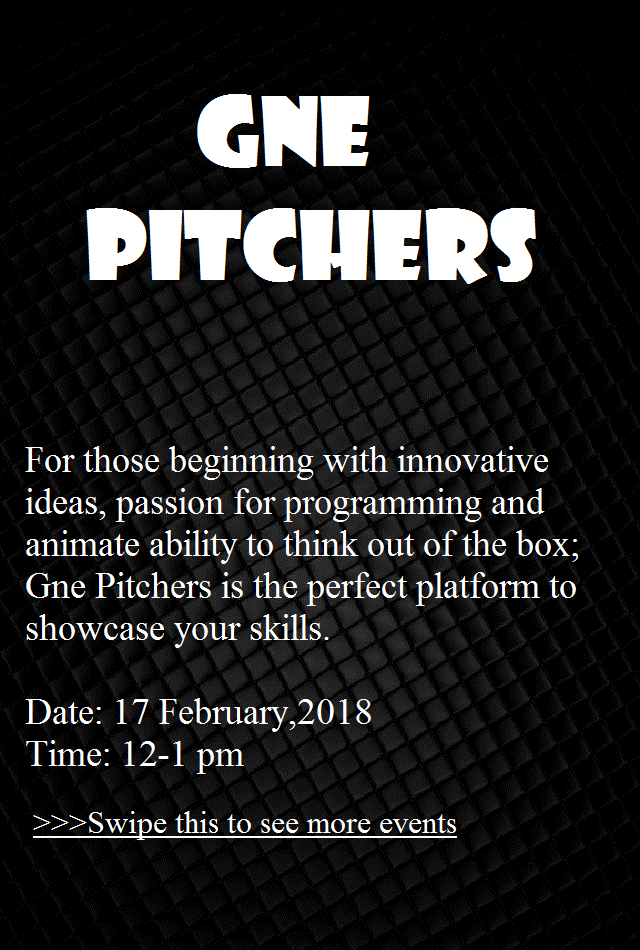 GNE
PITCHERS
For those beginning with innovative
ideas, passion for programming and
animate ability to think out of the box;
Gne Pitchers is the perfect platform to
showcase your skills.
Date: 17 February,2018
Time: 12-1 pm
>>>Swipe this to see more events